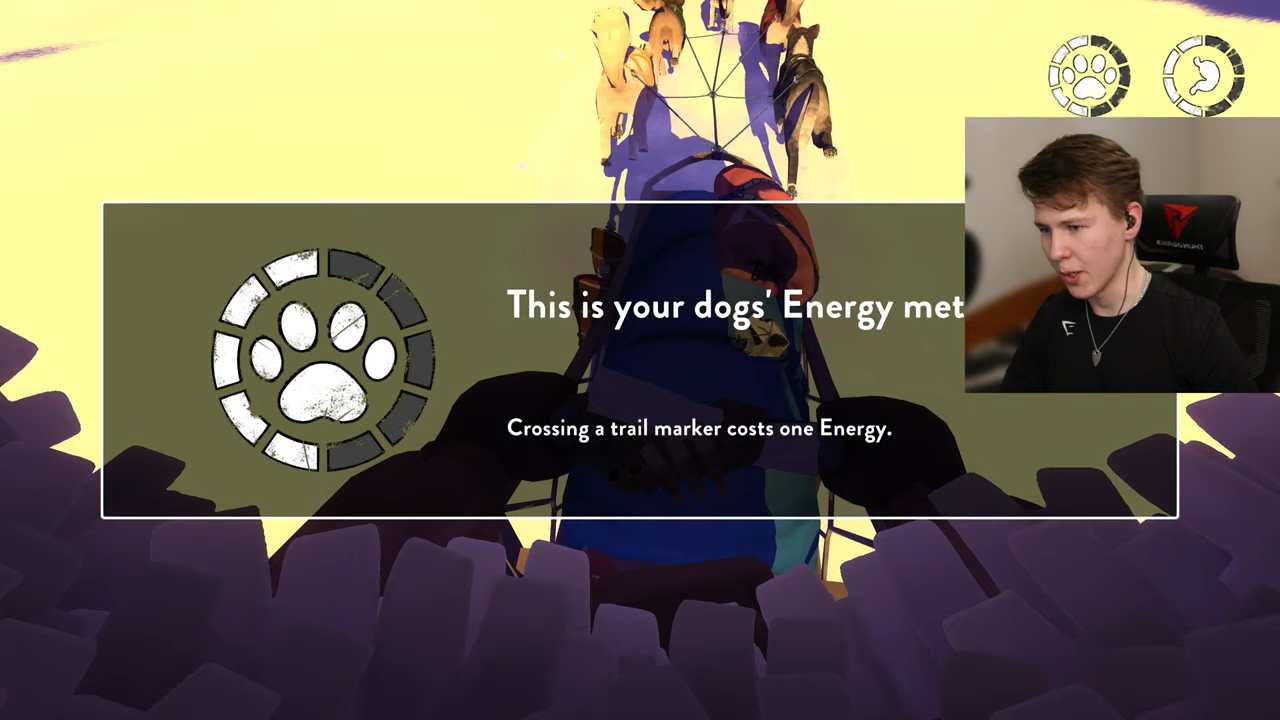 This is your dogs' Energy met
Crossing a trail marker costs one Energy.